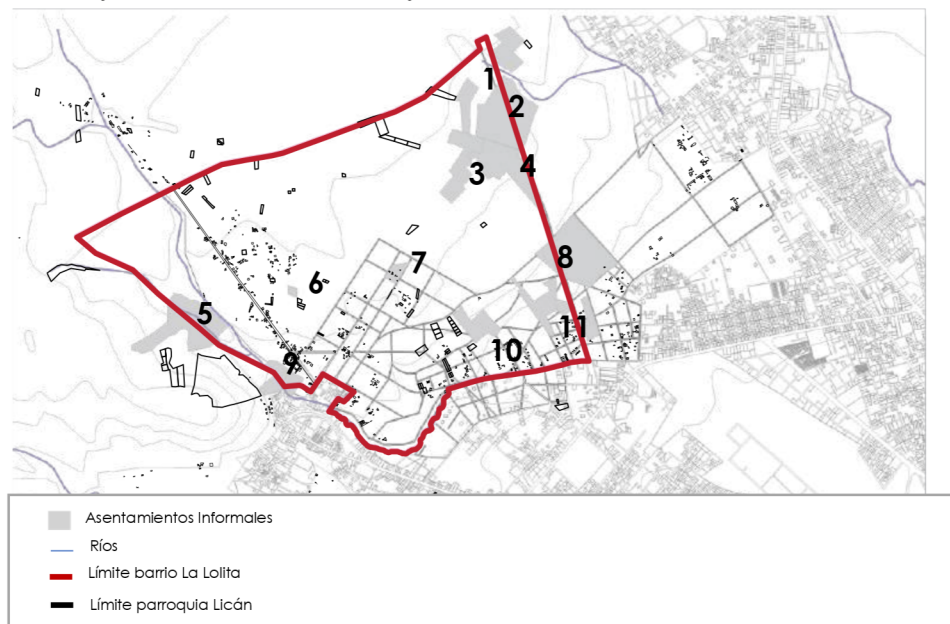 1
2
3
4
5
6
7
8
9
10
11
Asentamientos Informales
Ríos
Límite barrio La Lolita
Límite parroquia Licán